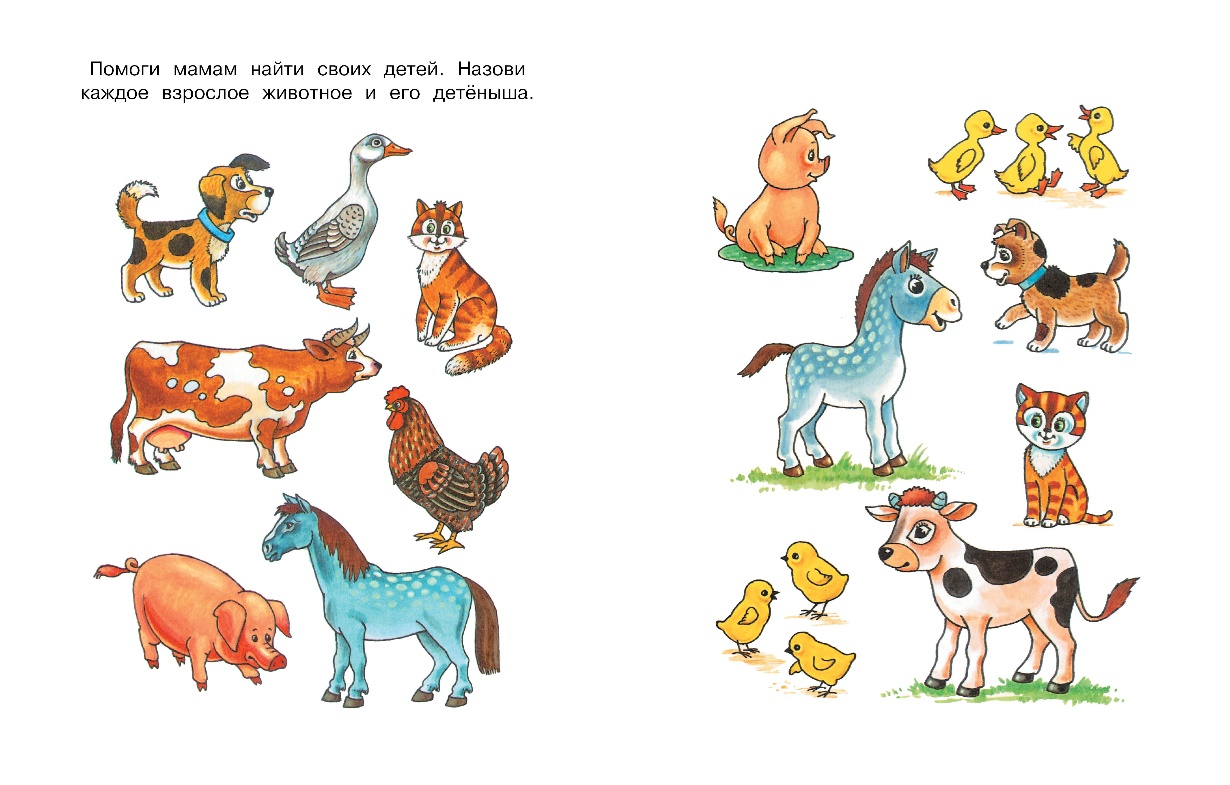 Помоги мамам найти своих детей. Назови
каждое взрослое животное и его детёныша.